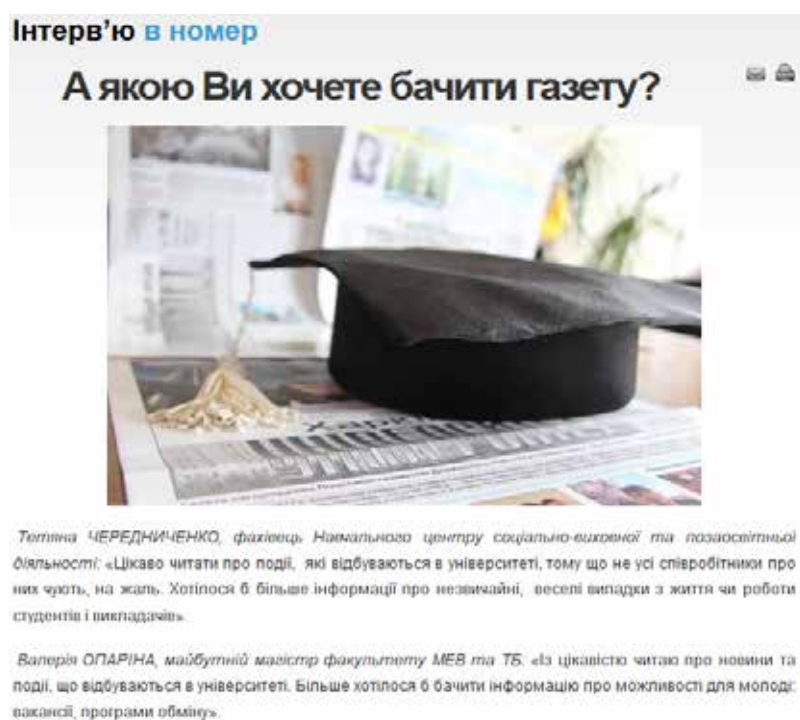 Інтерв’ю в номер
А якою Ви хочете бачити газету?
Тетяна ЧЕРЕДНИЧЕНКО, фахівець Навчального центру соціально-виховної та позаосвітньої
діяльності: «Цікаво читати про події, які відбуваються в університеті, тому що не усі співробітники про
них чують, на жаль. Хотілося б більше інформації про незвичайні, веселі випадки з життя чи роботи
студентів і викладачів».
Валерія ОПАРІНА, майбутній магістр факультету МЕВ та ТБ: «Із цікавістю читаю про новини та
події, що відбуваються в університеті. Більше хотілося б бачити інформацію про можливості для молоді:
вакансії, програми обміну».